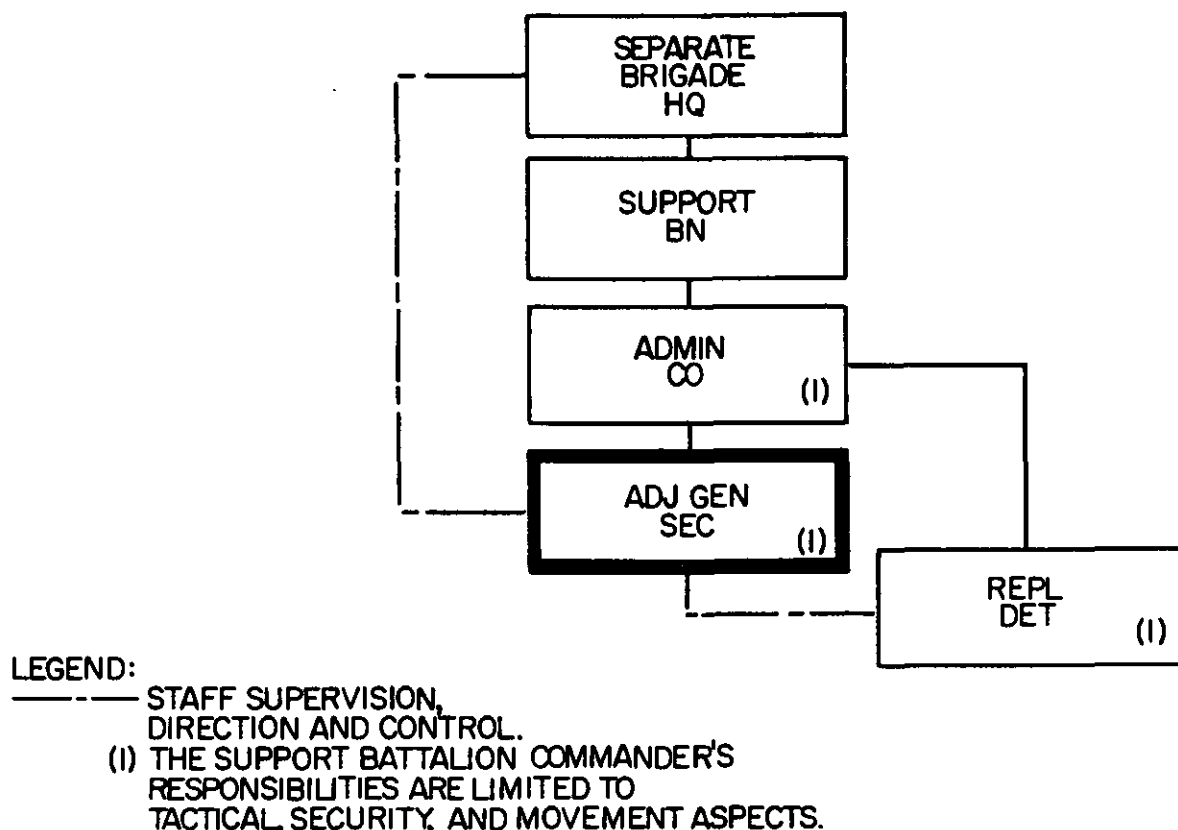 SEPARATE
BRIGADE
HQ
SUPPORT
BN
ADMIN
CO
(1)
ADJ GEN
SEC
(1)
REPL
DET
(1)
LEGEND:
STAFF SUPERVISION,
DIRECTION AND CONTROL.
(1) THE SUPPORT BATTALION COMMANDER'S
RESPONSIBILITIES ARE LIMITED TO
TACTICAL, SECURITY, AND MOVEMENT ASPECTS.